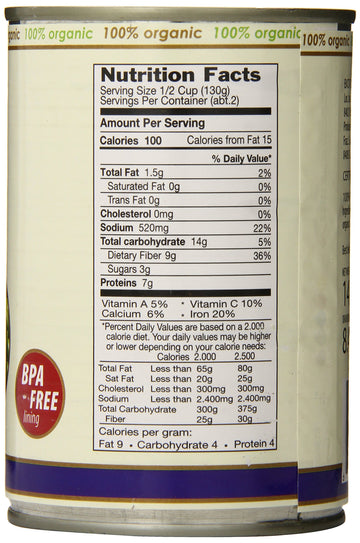 100% organic 100% organic 100% organic
100% organic
Nutrition Facts
Serving Size 1/2 Cup (130g)
Servings Per Container (abt.2)
Amount Per Serving
Calories 100 Calories from Fat 15
% Daily Value*
Total Fat 1.5g 2%
Saturated Fat 0g 0%
Trans Fat 0g 0%
Cholesterol 0mg 0%
Sodium 520mg 22%
Total carbohydrate 14g 5%
Dietary Fiber 9g 36%
Sugars 3g
Proteins 7g
Vitamin A 5% • Vitamin C 10%
Calcium 6% • Iron 20%
*Percent Daily Values are based on a 2.000
calorie diet. Your daily values may be higher
or lower depending on your calorie needs:
Calories 2.000 2.500
Total Fat Less than 65g 80g
Sat Fat Less than 20g 25g
Cholesterol Less than 300mg 300mg
Sodium Less than 2.400mg 2.400mg
Total Carbohydrate 300g 375g
Fiber 25g 30g
Calories per gram:
Fat 9 • Carbohydrate 4 • Protein 4
BPA
FREE
lining